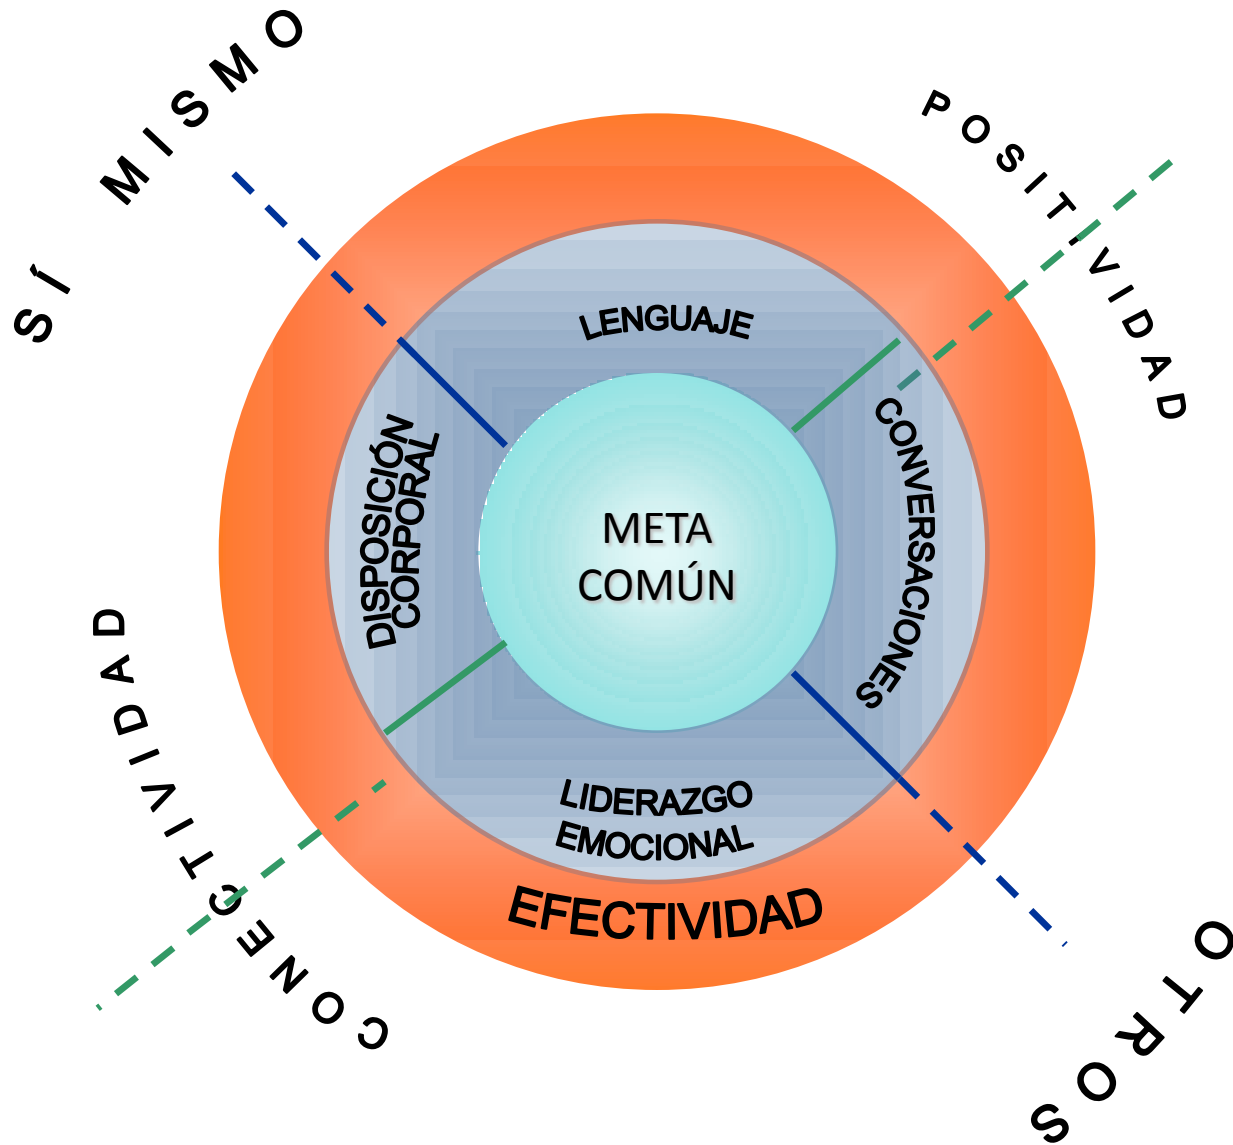 SÍ MISMO
POSITIVIDAD
LENGUAJE
DISPOSICIÓN
CORPORAL
CONVERSACIONES
META
COMÚN
LIDERAZGO
EMOCIONAL
EFECTIVIDAD
CONECTIVIDAD
OTROS